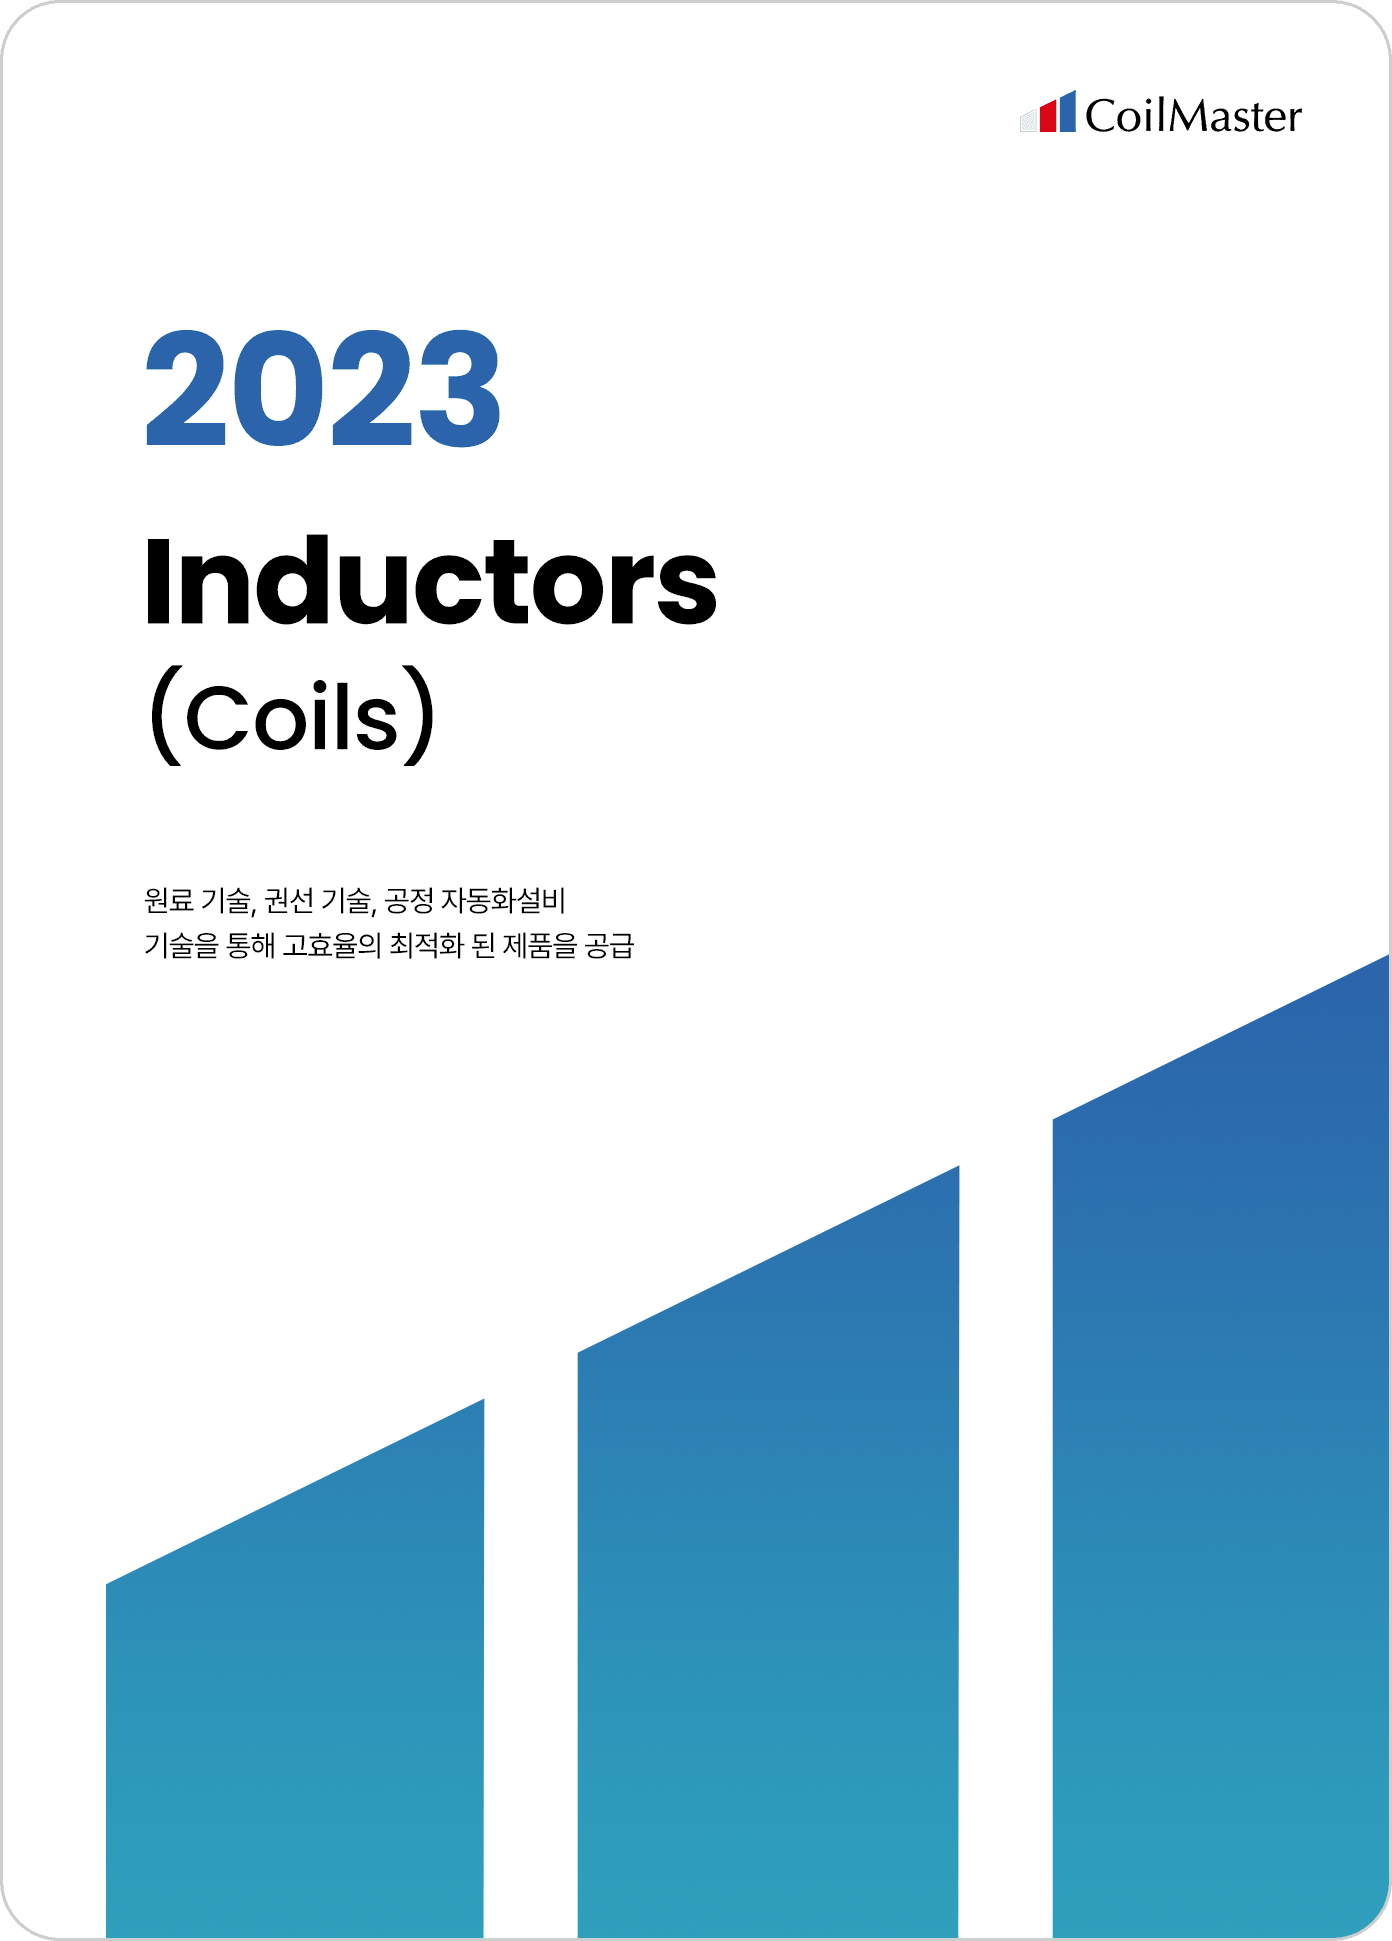 CoilMaster
2023
Inductors
(Coils)
원료 기술, 권선 기술, 공정 자동화설비
기술을 통해 고효율의 최적화 된 제품을 공급